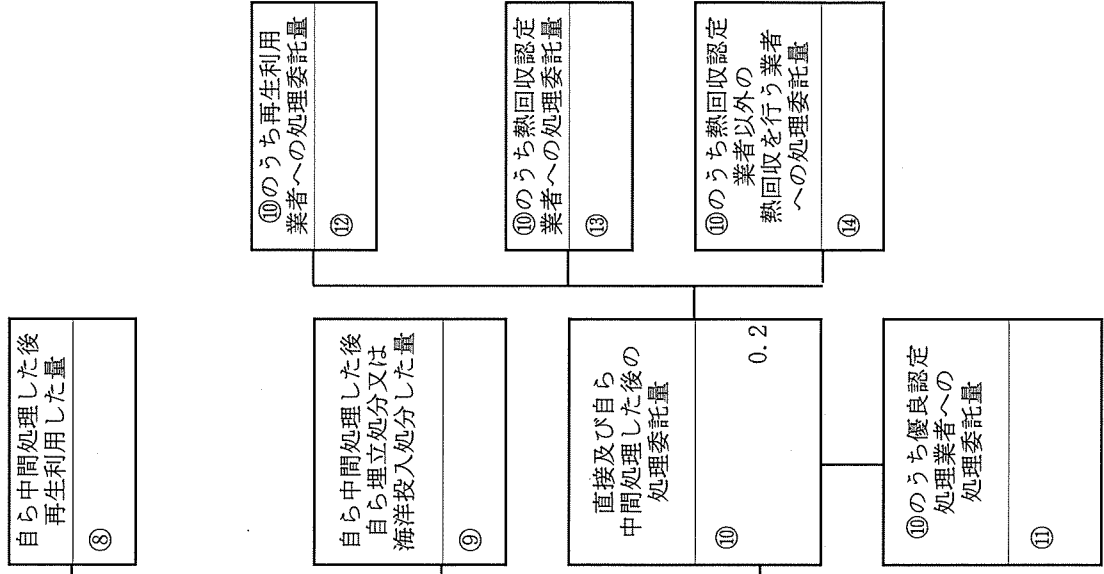 自ら中間処理した後
再生利用した量
⑧
自ら中間処理した後
自ら埋立処分又は
海洋投入処分した量
⑨
直接及び自ら
中間処理した後の
処理委託量
⑩
0.2
⑩のうち優良認定
処理業者への
処理委託量
⑪
⑩のうち再生利用
業者への処理委託量
⑫
⑩のうち熱回収認定
業者への処理委託量
⑬
⑩のうち熱回収認定
業者以外の
熱回収を行う業者
への処理委託量
⑭